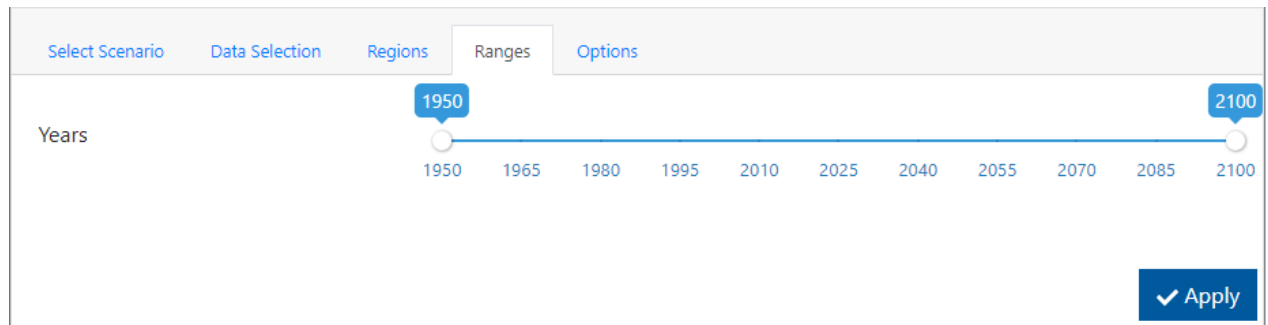 Select Scenario Data Selection Regions Ranges Options
1950 2100
Years
1950 1965 1980 1995 2010 2025 2040 2055 2070 2085 2100
Apply